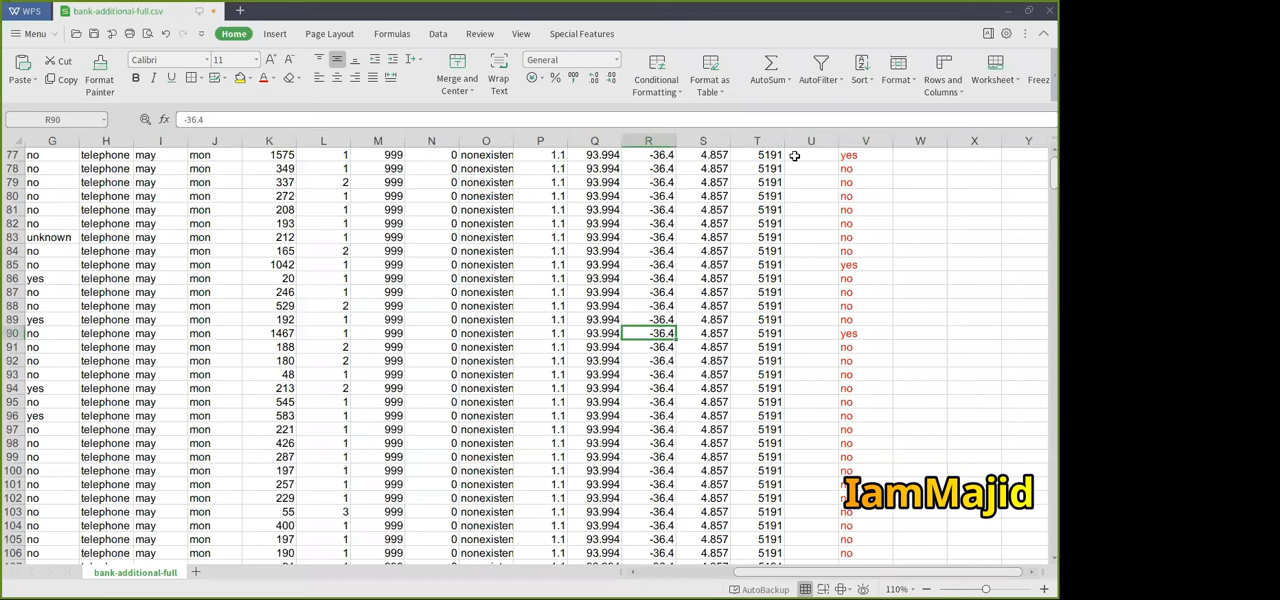 WPS bank-additional-full.csv
Menu Home Insert Page Layout Formulas Data Review View Special Features
Paste Cut Copy Format Painter Calibri 11 A+ A- B I U A Merge and Center Wrap Text General % 000 Conditional Formatting Format as Table AutoSum AutoFilter Sort Format Rows and Columns Worksheet Freez
R90 fx -36.4
G H I J K L M N O P Q R S T U V W X Y
77 no telephone may mon 1575 1 999 0 nonexisten 1.1 93.994 -36.4 4.857 5191 yes
78 no telephone may mon 349 1 999 0 nonexisten 1.1 93.994 -36.4 4.857 5191 no
79 no telephone may mon 337 2 999 0 nonexisten 1.1 93.994 -36.4 4.857 5191 no
80 no telephone may mon 272 1 999 0 nonexisten 1.1 93.994 -36.4 4.857 5191 no
81 no telephone may mon 208 1 999 0 nonexisten 1.1 93.994 -36.4 4.857 5191 no
82 no telephone may mon 193 1 999 0 nonexisten 1.1 93.994 -36.4 4.857 5191 no
83 unknown telephone may mon 212 1 999 0 nonexisten 1.1 93.994 -36.4 4.857 5191 no
84 no telephone may mon 165 2 999 0 nonexisten 1.1 93.994 -36.4 4.857 5191 no
85 no telephone may mon 1042 1 999 0 nonexisten 1.1 93.994 -36.4 4.857 5191 yes
86 yes telephone may mon 20 1 999 0 nonexisten 1.1 93.994 -36.4 4.857 5191 no
87 no telephone may mon 246 1 999 0 nonexisten 1.1 93.994 -36.4 4.857 5191 no
88 no telephone may mon 529 2 999 0 nonexisten 1.1 93.994 -36.4 4.857 5191 no
89 yes telephone may mon 192 1 999 0 nonexisten 1.1 93.994 -36.4 4.857 5191 no
90 no telephone may mon 1467 1 999 0 nonexisten 1.1 93.994 -36.4 4.857 5191 yes
91 no telephone may mon 188 2 999 0 nonexisten 1.1 93.994 -36.4 4.857 5191 no
92 no telephone may mon 180 2 999 0 nonexisten 1.1 93.994 -36.4 4.857 5191 no
93 no telephone may mon 48 1 999 0 nonexisten 1.1 93.994 -36.4 4.857 5191 no
94 yes telephone may mon 213 2 999 0 nonexisten 1.1 93.994 -36.4 4.857 5191 no
95 no telephone may mon 545 1 999 0 nonexisten 1.1 93.994 -36.4 4.857 5191 no
96 yes telephone may mon 583 1 999 0 nonexisten 1.1 93.994 -36.4 4.857 5191 no
97 no telephone may mon 221 1 999 0 nonexisten 1.1 93.994 -36.4 4.857 5191 no
98 no telephone may mon 426 1 999 0 nonexisten 1.1 93.994 -36.4 4.857 5191 no
99 no telephone may mon 287 1 999 0 nonexisten 1.1 93.994 -36.4 4.857 5191 no
100 no telephone may mon 197 1 999 0 nonexisten 1.1 93.994 -36.4 4.857 5191 no
101 no telephone may mon 257 1 999 0 nonexisten 1.1 93.994 -36.4 4.857 5191
102 no telephone may mon 229 1 999 0 nonexisten 1.1 93.994 -36.4 4.857 5191
IamMajid
103 no telephone may mon 55 3 999 0 nonexisten 1.1 93.994 -36.4 4.857 5191 no
104 no telephone may mon 400 1 999 0 nonexisten 1.1 93.994 -36.4 4.857 5191 no
105 no telephone may mon 197 1 999 0 nonexisten 1.1 93.994 -36.4 4.857 5191 no
106 no telephone may mon 190 1 999 0 nonexisten 1.1 93.994 -36.4 4.857 5191 no
bank-additional-full
AutoBackup 110%